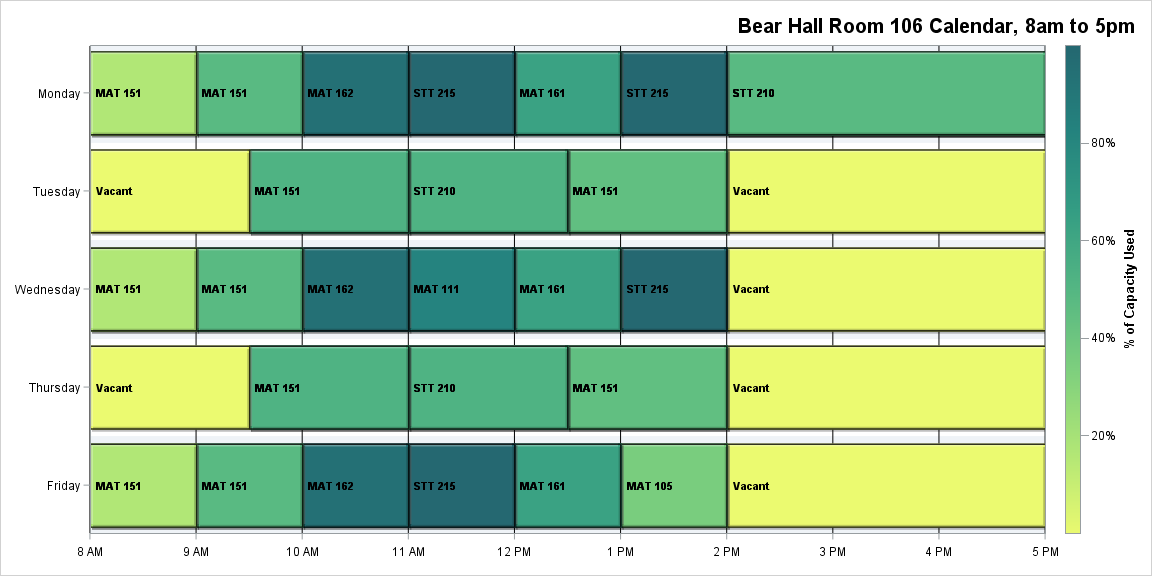 Bear Hall Room 106 Calendar, 8am to 5pm
Monday MAT 151 MAT 151 MAT 162 STT 215 MAT 161 STT 215 STT 210
80%
Tuesday Vacant MAT 151 STT 210 MAT 151 Vacant
60%
% of Capacity Used
Wednesday MAT 151 MAT 151 MAT 162 MAT 111 MAT 161 STT 215 Vacant
40%
Thursday Vacant MAT 151 STT 210 MAT 151 Vacant
20%
Friday MAT 151 MAT 151 MAT 162 STT 215 MAT 161 MAT 105 Vacant
8 AM 9 AM 10 AM 11 AM 12 PM 1 PM 2 PM 3 PM 4 PM 5 PM